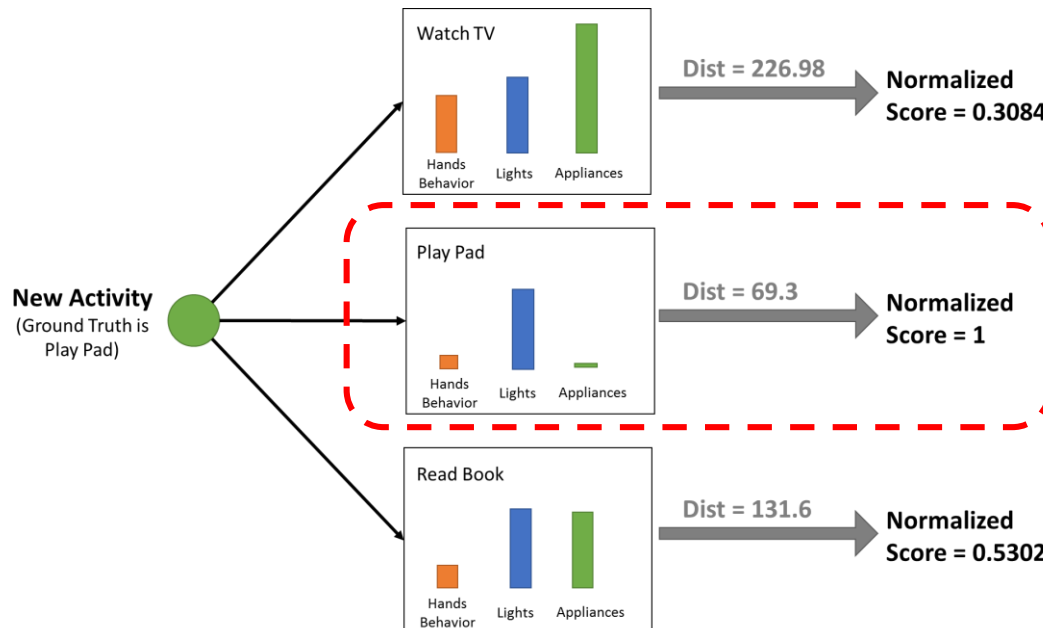 Watch TV
Hands
Behavior
Lights
Appliances
Dist = 226.98
Normalized
Score = 0.3084
New Activity
(Ground Truth is
Play Pad)
Play Pad
Hands
Behavior
Lights
Appliances
Dist = 69.3
Normalized
Score = 1
Read Book
Hands
Behavior
Lights
Appliances
Dist = 131.6
Normalized
Score = 0.5302